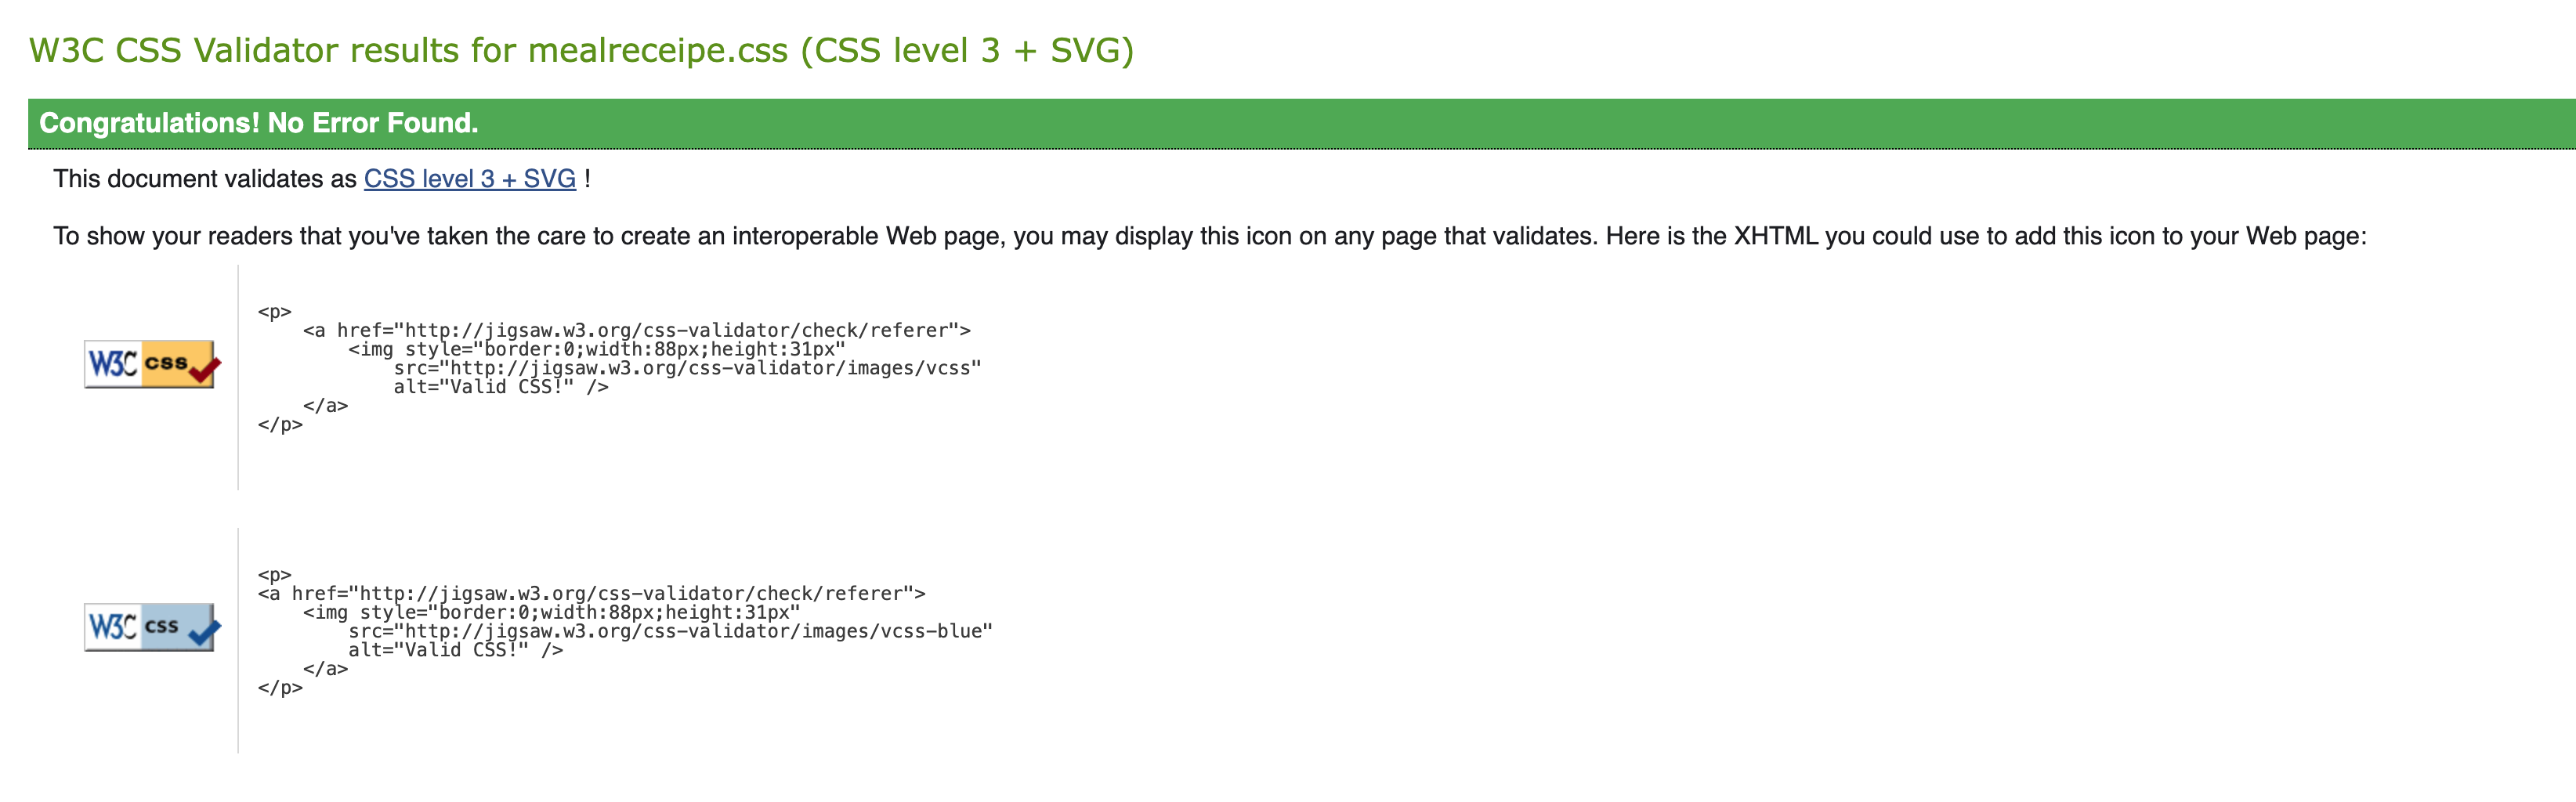 W3C CSS Validator results for mealreceipe.css (CSS level 3 + SVG)
Congratulations! No Error Found.
This document validates as CSS level 3 + SVG !
To show your readers that you've taken the care to create an interoperable Web page, you may display this icon on any page that validates. Here is the XHTML you could use to add this icon to your Web page:
W3C css
<p>
    <a href="http://jigsaw.w3.org/css-validator/check/referer">
        <img style="border:0;width:88px;height:31px"
            src="http://jigsaw.w3.org/css-validator/images/vcss"
            alt="Valid CSS!" />
    </a>
</p>
W3C css
<p>
<a href="http://jigsaw.w3.org/css-validator/check/referer">
    <img style="border:0;width:88px;height:31px"
        src="http://jigsaw.w3.org/css-validator/images/vcss-blue"
        alt="Valid CSS!" />
    </a>
</p>